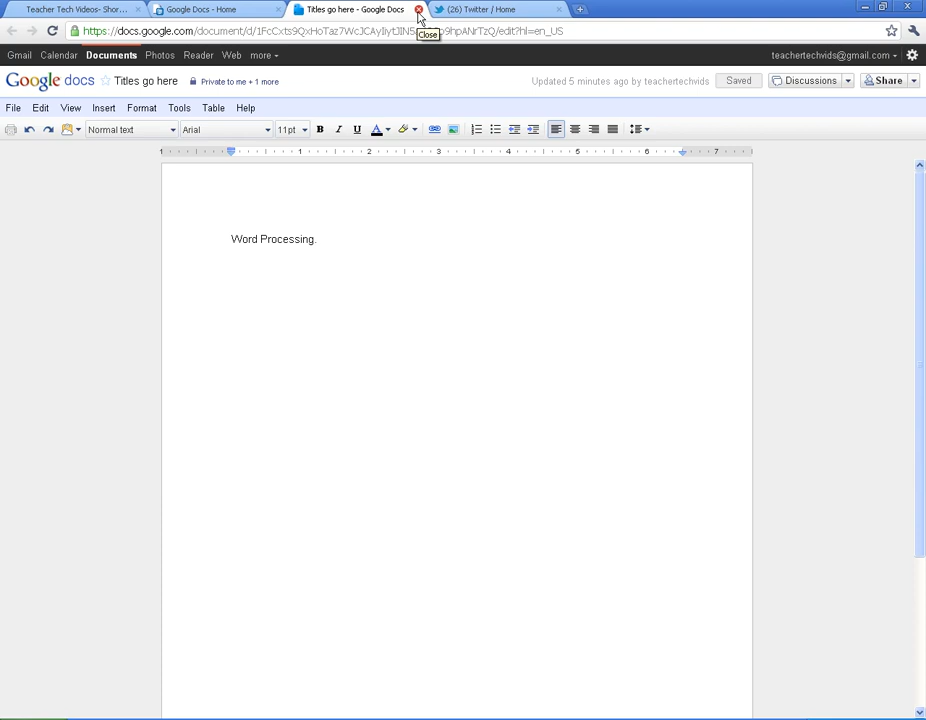 Teacher Tech Videos- Shor...
Google Docs - Home
Titles go here - Google Docs
(26) Twitter / Home
Close
https://docs.google.com/document/d/1FcCxts9QxHoTaz7WcJCAyIiytJIN5 9hpANrTzQ/edit?hl=en_US
Gmail Calendar Documents Photos Reader Web more
teachertechvids@gmail.com
Google docs Titles go here Private to me + 1 more
Updated 5 minutes ago by teachertechvids Saved Discussions Share
File Edit View Insert Format Tools Table Help
Normal text Arial 11pt B I U A
1 1 2 3 4 5 6 7
Word Processing.